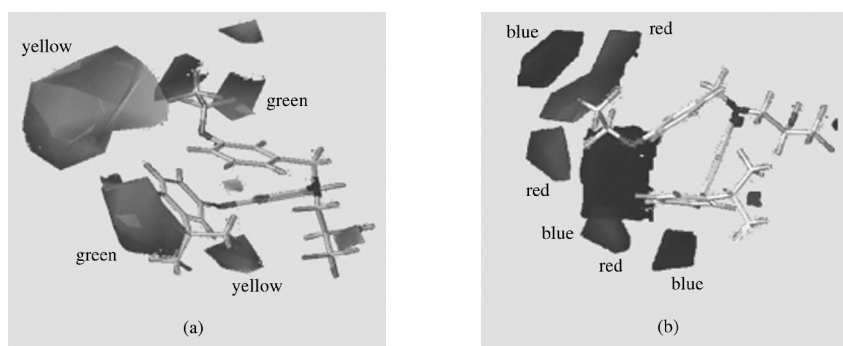 yellow
green
green
yellow
(a)
blue
red
red
blue
red
blue
(b)